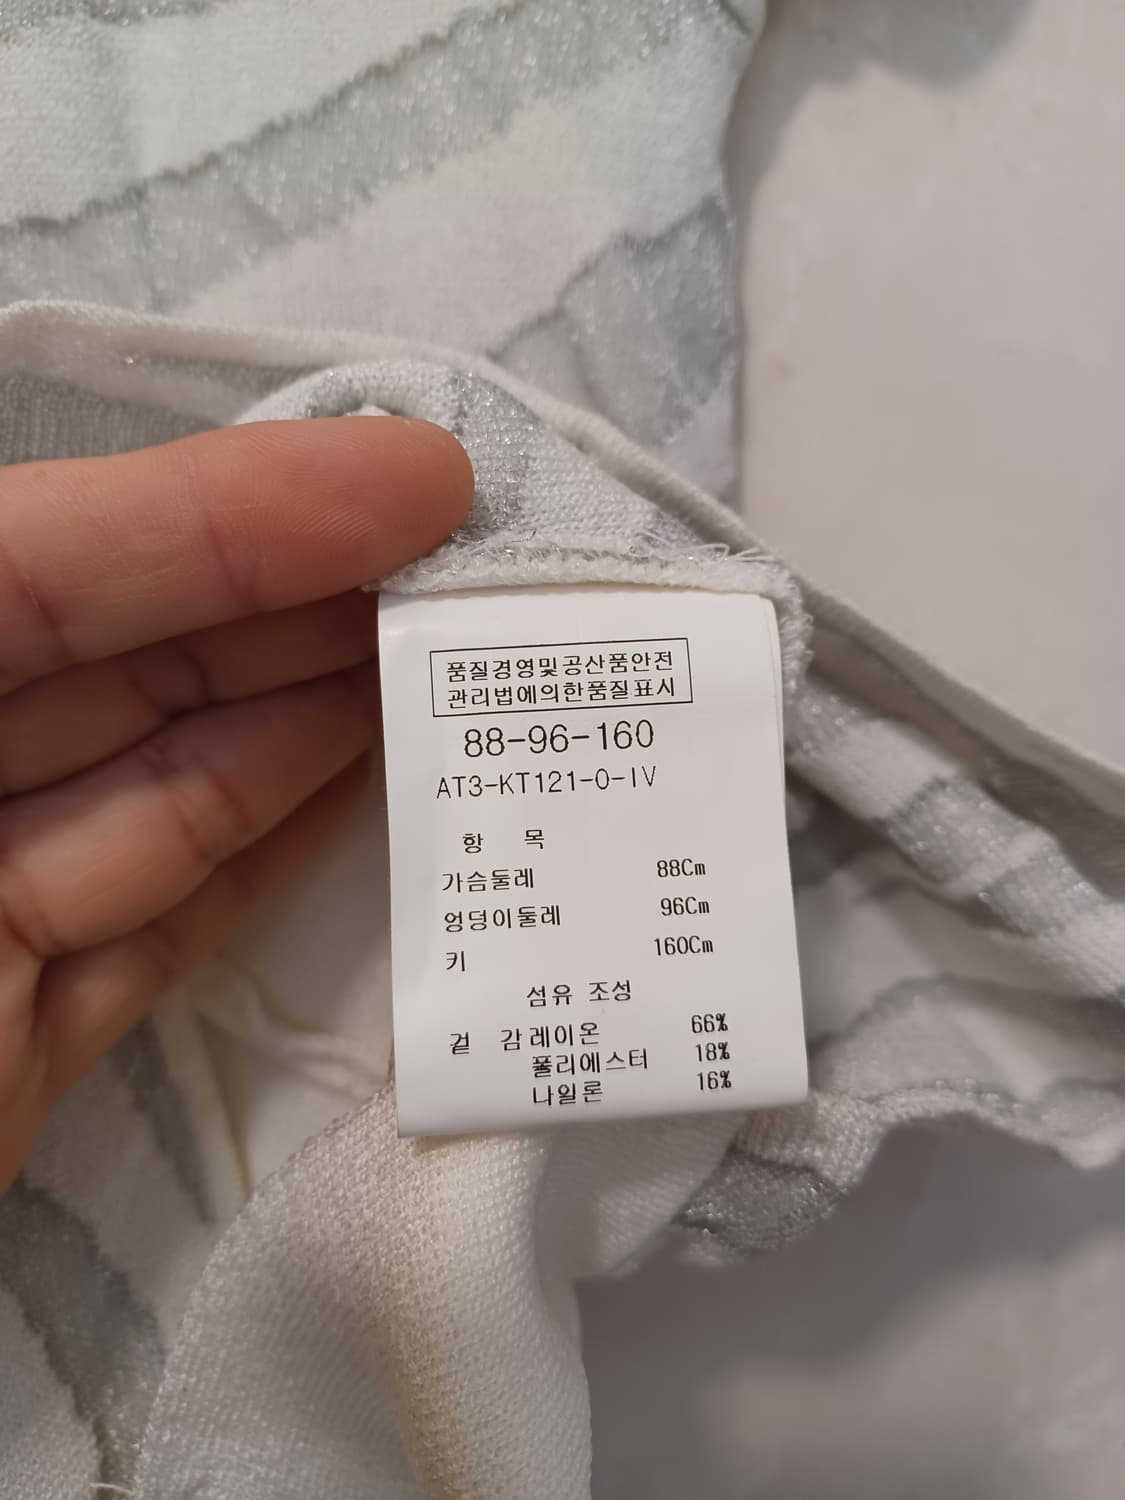 품질경영및공산품안전
관리법에의한품질표시
88-96-160
AT3-KT121-0-IV
항 목
가슴둘레 88Cm
엉덩이둘레 96Cm
키 160Cm
섬유 조성
겉 감 레이온 66%
폴리에스터 18%
나일론 16%